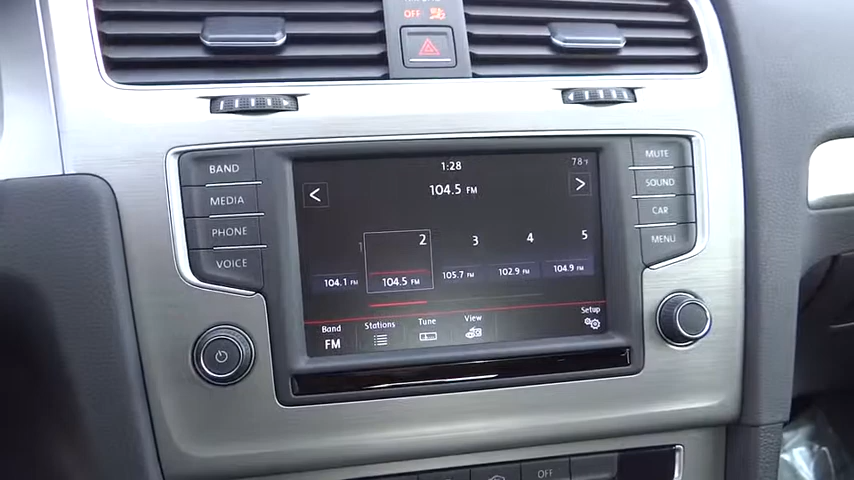 OFF
BAND
MEDIA
PHONE
VOICE
1:28
78°F
104.5 FM
<
>
1 2 3 4 5
104.1 FM 104.5 FM 105.7 FM 102.9 FM 104.9 FM
Band Stations Tune View Setup
FM
MUTE
SOUND
CAR
MENU
OFF